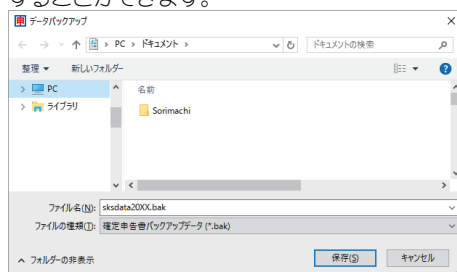 することができます。
データバックアップ
PC › ドキュメント ›
ドキュメントの検索
整理 ▼ 新しいフォルダー
PC
ライブラリ
名前
Sorimachi
ファイル名(N): sksdata20XX.bak
ファイルの種類(T): 確定申告書バックアップデータ (*.bak)
フォルダーの非表示
保存(S) キャンセル